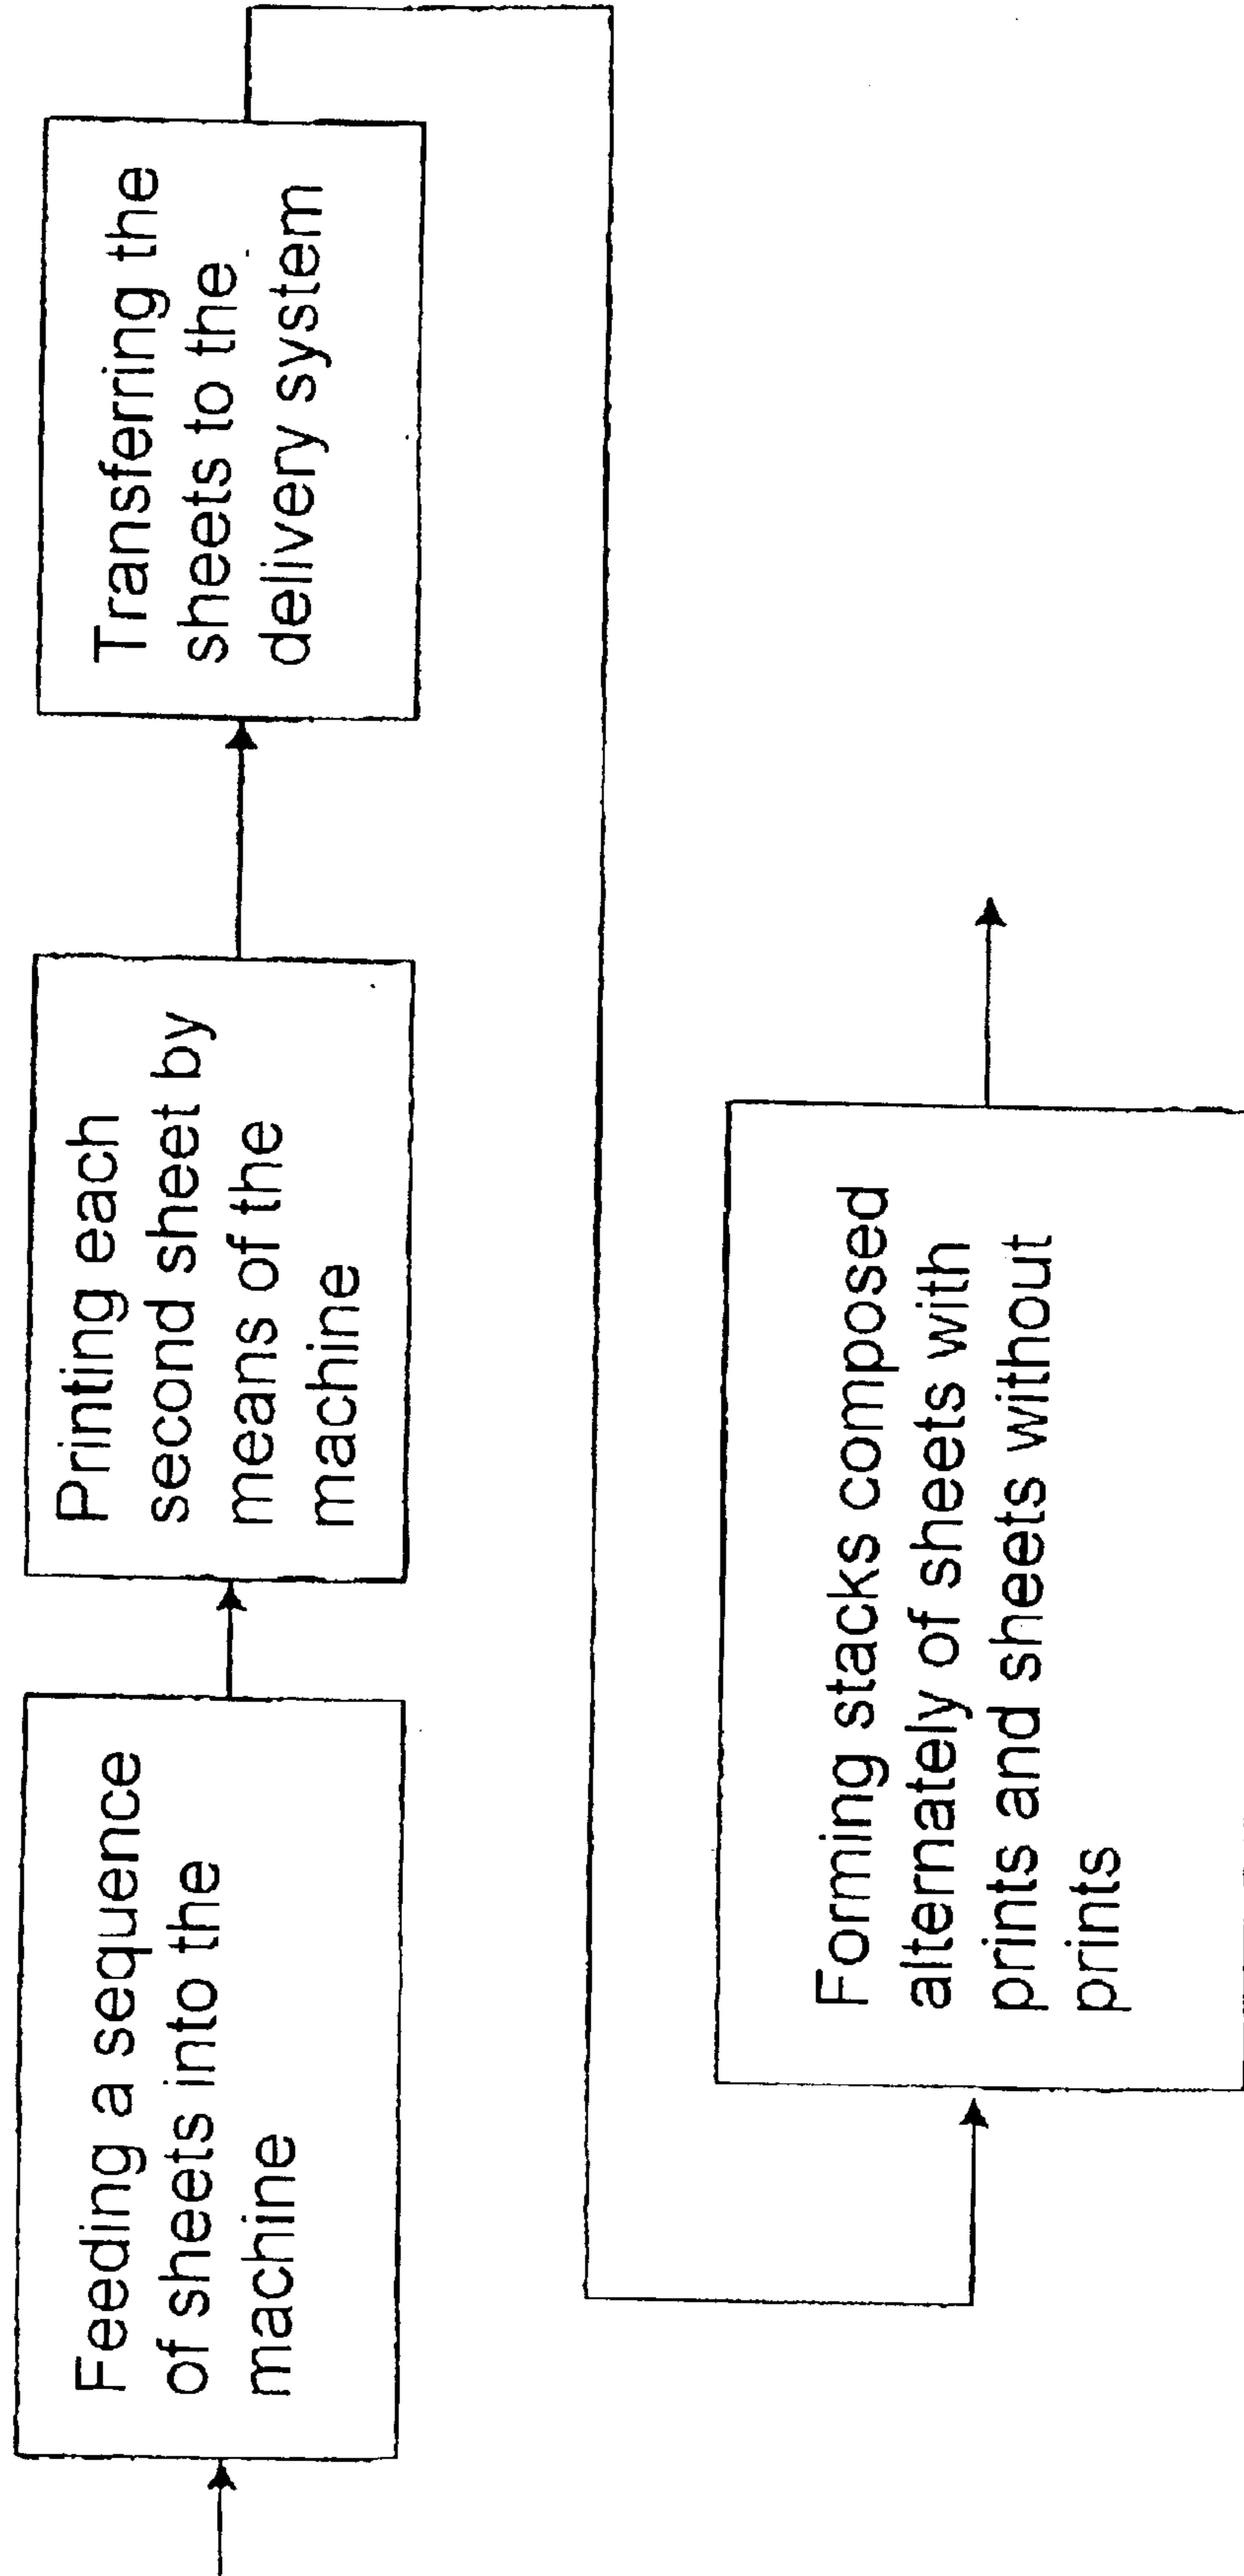 Feeding a sequence
of sheets into the
machine
Printing each
second sheet by
means of the
machine
Transferring the
sheets to the
delivery system
Forming stacks composed
alternately of sheets with
prints and sheets without
prints